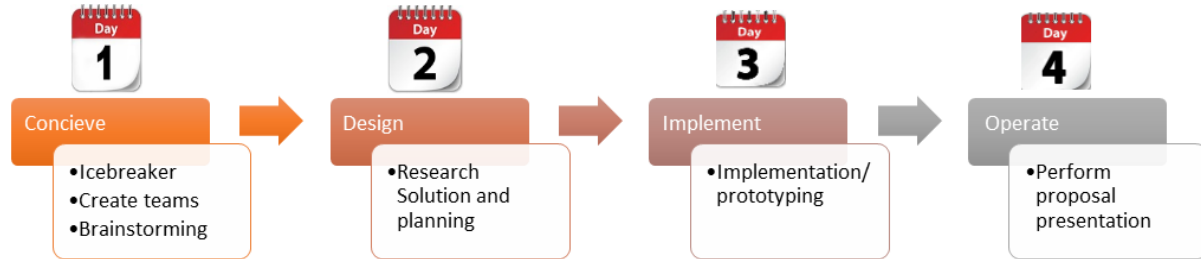 Day
1
Day
2
Day
3
Day
4
Concieve
•Icebreaker
•Create teams
•Brainstorming
Design
•Research
Solution and
planning
Implement
•Implementation/
prototyping
Operate
•Perform
proposal
presentation